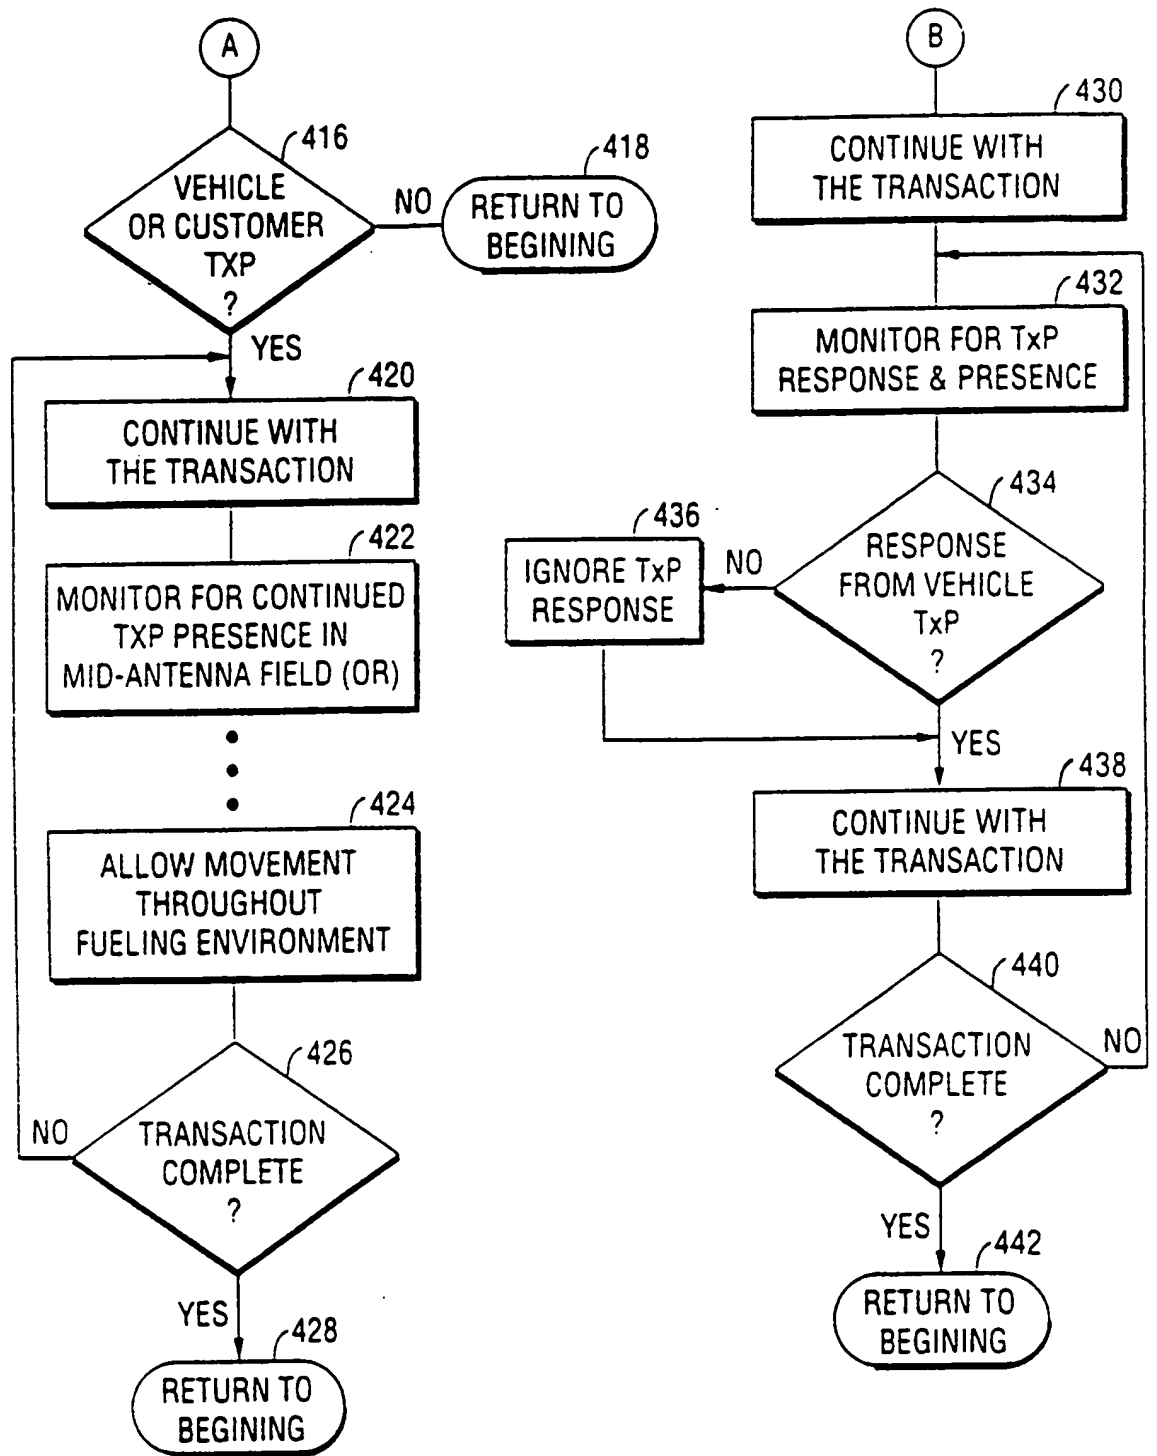 A
416
VEHICLE
OR CUSTOMER
TXP
?
NO
418
RETURN TO
BEGINING
YES
420
CONTINUE WITH
THE TRANSACTION
422
MONITOR FOR CONTINUED
TXP PRESENCE IN
MID-ANTENNA FIELD (OR)
424
ALLOW MOVEMENT
THROUGHOUT
FUELING ENVIRONMENT
426
TRANSACTION
COMPLETE
?
NO
YES
428
RETURN TO
BEGINING
B
430
CONTINUE WITH
THE TRANSACTION
432
MONITOR FOR TxP
RESPONSE & PRESENCE
434
RESPONSE
FROM VEHICLE
TxP
?
NO
436
IGNORE TxP
RESPONSE
YES
438
CONTINUE WITH
THE TRANSACTION
440
TRANSACTION
COMPLETE
?
NO
YES
442
RETURN TO
BEGINING